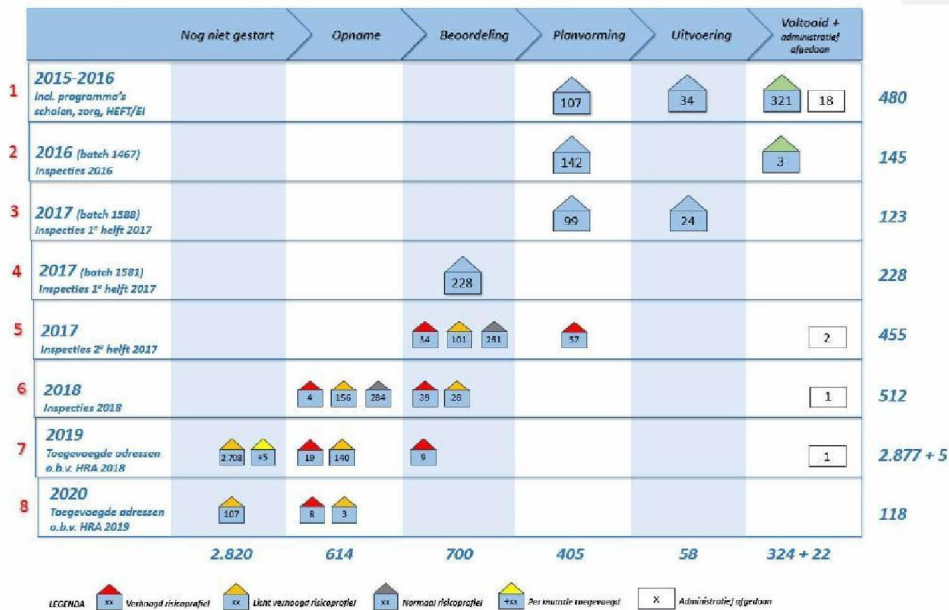 Nog niet gestart Opname Beoordeling Planvorming Uitvoering Voltooid +
administratief
afgedaan
1 2015-2016
Incl. programma's
scholen, zorg, HEFT/EI
107 34 321 18 480
2 2016 (batch 1467)
Inspecties 2016
142 3 145
3 2017 (batch 1588)
Inspecties 1e helft 2017
99 24 123
4 2017 (batch 1581)
Inspecties 1e helft 2017
228 228
5 2017
Inspecties 2e helft 2017
34 101 261 57 2 455
6 2018
Inspecties 2018
4 156 284 39 28 1 512
7 2019
Toegevoegde adressen
o.b.v. HRA 2018
2.708 +5 19 140 9 1 2.877 + 5
8 2020
Toegevoegde adressen
o.b.v. HRA 2019
107 8 3 118
2.820 614 700 405 58 324 + 22
LEGENDA xx Verhoogd risicoprofiel xx Licht verhoogd risicoprofiel xx Normaal risicoprofiel +xx Per mutatie toegevoegd X Administratief afgedaan